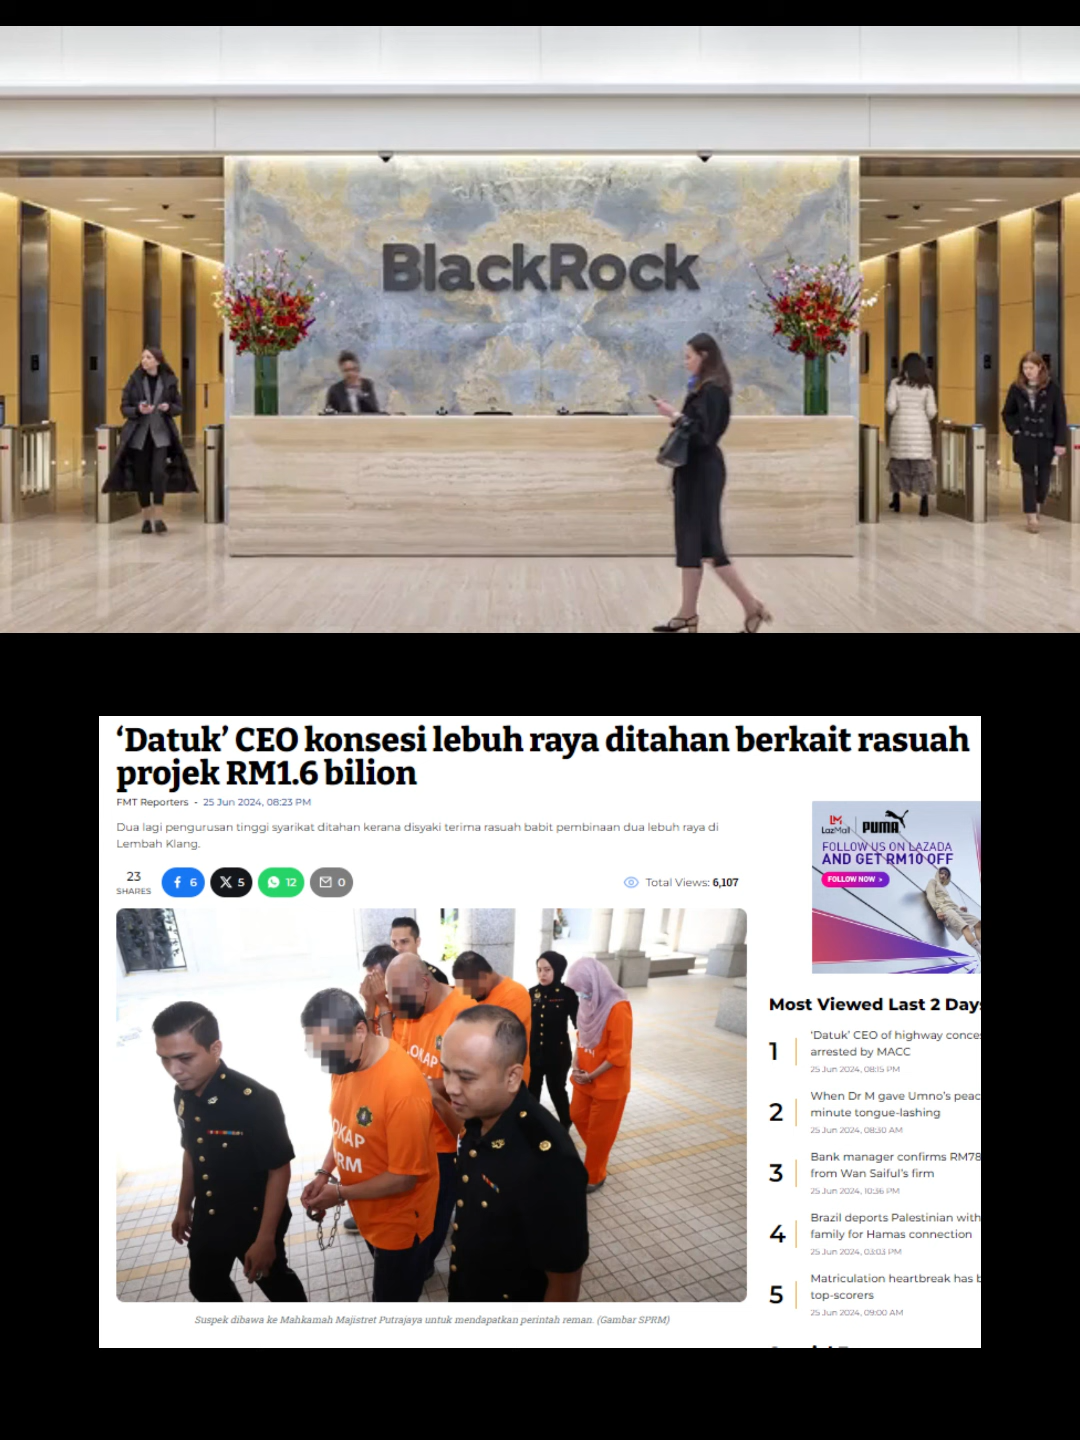 BlackRock
‘Datuk’ CEO konsesi lebuh raya ditahan berkait rasuah
projek RM1.6 bilion
FMT Reporters - 25 Jun 2024, 08:23 PM
Dua lagi pengurusan tinggi syarikat ditahan kerana disyaki terima rasuah babit pembinaan dua lebuh raya di
Lembah Klang.
23
SHARES
6
5
12
0
Total Views: 6,107
LazMall PUMA
FOLLOW US ON LAZADA
AND GET RM10 OFF
FOLLOW NOW >
LOKAP
SPRM
Suspek dibawa ke Mahkamah Majistret Putrajaya untuk mendapatkan perintah reman. (Gambar SPRM)
Most Viewed Last 2 Days
1
‘Datuk’ CEO of highway conce
arrested by MACC
25 Jun 2024, 08:15 PM
2
When Dr M gave Umno’s peac
minute tongue-lashing
25 Jun 2024, 08:30 AM
3
Bank manager confirms RM78
from Wan Saiful’s firm
25 Jun 2024, 10:36 PM
4
Brazil deports Palestinian with
family for Hamas connection
25 Jun 2024, 03:03 PM
5
Matriculation heartbreak has b
top-scorers
25 Jun 2024, 09:00 AM